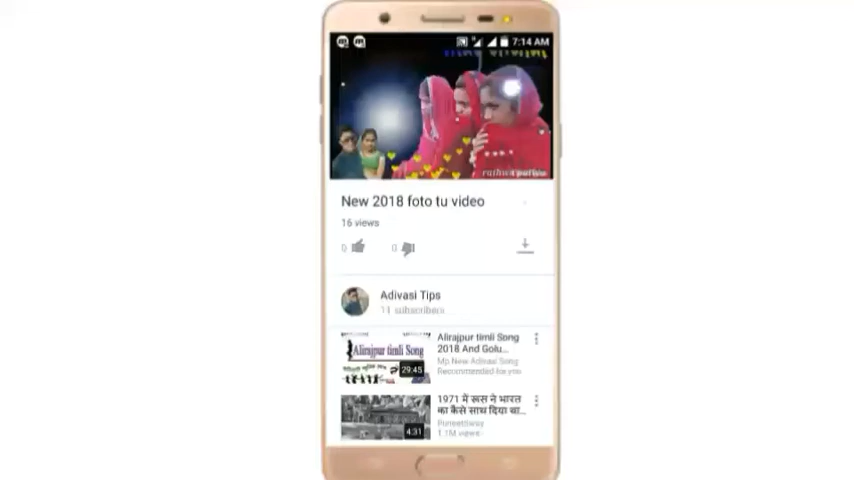 7:14 AM
rathwa parlivo
New 2018 foto tu video
16 views
0
0
Adivasi Tips
11 subscribers
Alirajpur timli Song
29:45
Alirajpur timli Song
2018 And Golu...
Mp New Adivasi Song
Recommended for you
4:31
1971 में रूस ने भारत
का कैसे साथ दिया था...
1.1M views